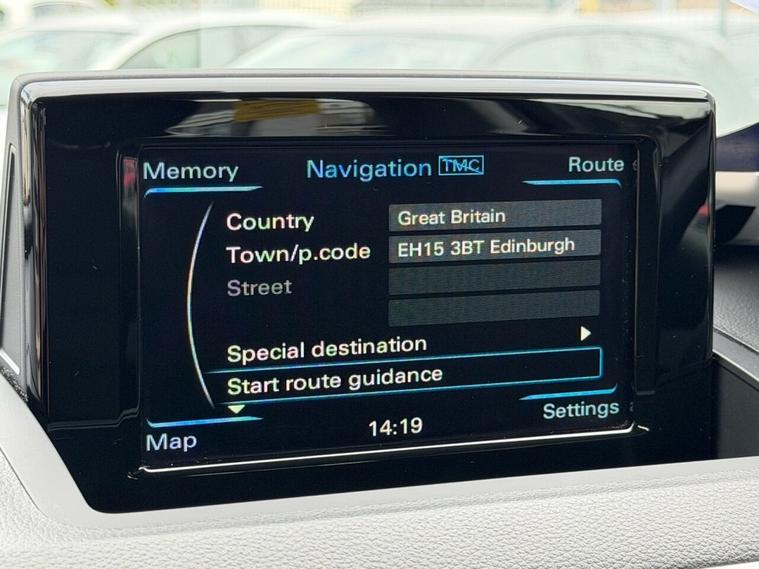 Memory Navigation TMC Route
Country Great Britain
Town/p.code EH15 3BT Edinburgh
Street
Special destination
Start route guidance
Map 14:19 Settings